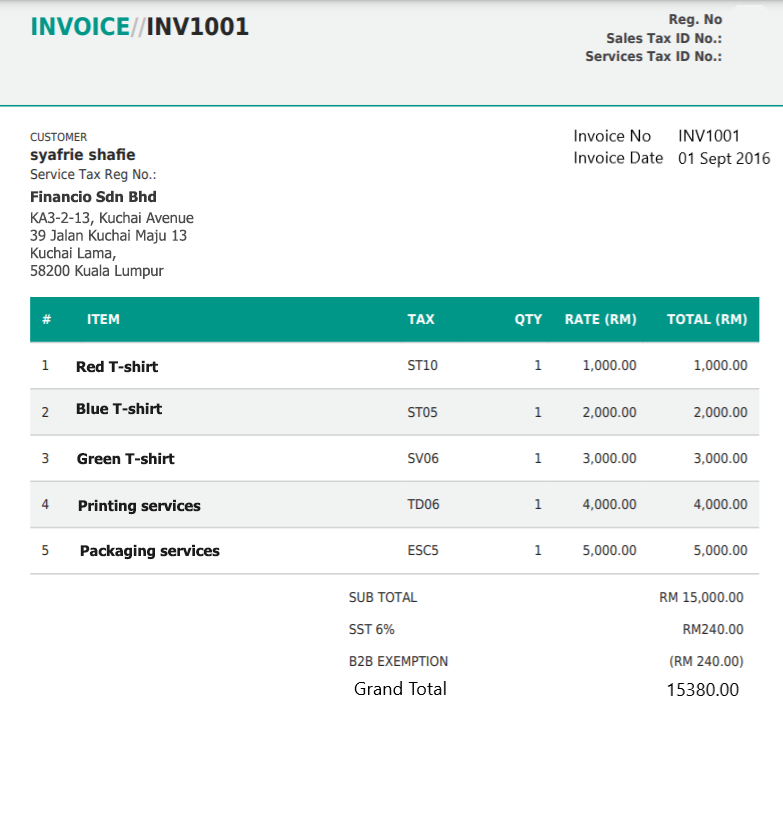 INVOICE//INV1001
Reg. No
Sales Tax ID No.:
Services Tax ID No.:
CUSTOMER
syafrie shafie
Service Tax Reg No.:
Financio Sdn Bhd
KA3-2-13, Kuchai Avenue
39 Jalan Kuchai Maju 13
Kuchai Lama,
58200 Kuala Lumpur
Invoice No INV1001
Invoice Date 01 Sept 2016
# ITEM TAX QTY RATE (RM) TOTAL (RM)
1 Red T-shirt ST10 1 1,000.00 1,000.00
2 Blue T-shirt ST05 1 2,000.00 2,000.00
3 Green T-shirt SV06 1 3,000.00 3,000.00
4 Printing services TD06 1 4,000.00 4,000.00
5 Packaging services ESC5 1 5,000.00 5,000.00
SUB TOTAL RM 15,000.00
SST 6% RM240.00
B2B EXEMPTION (RM 240.00)
Grand Total 15380.00